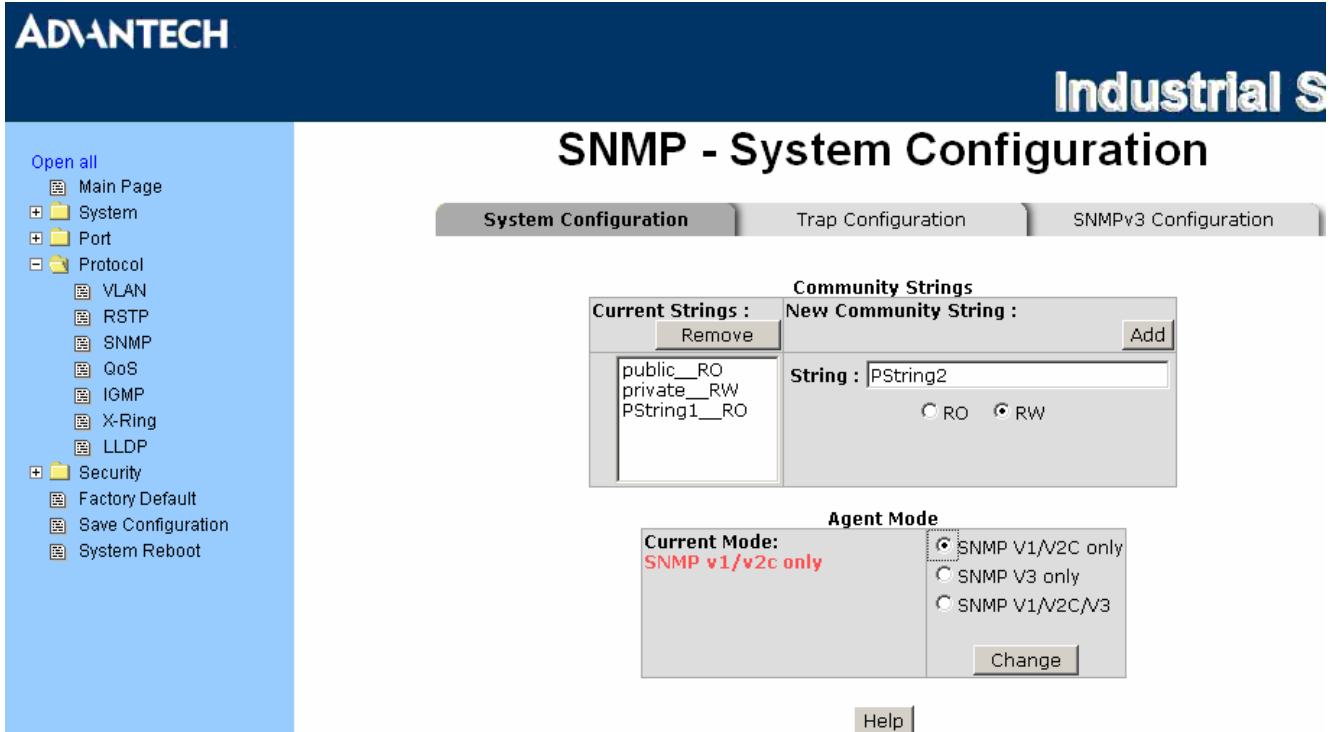 ADVANTECH
Industrial S
SNMP - System Configuration
Open all
Main Page
System
Port
Protocol
VLAN
RSTP
SNMP
QoS
IGMP
X-Ring
LLDP
Security
Factory Default
Save Configuration
System Reboot
System Configuration Trap Configuration SNMPv3 Configuration
Community Strings
Current Strings : New Community String :
Remove Add
public__RO
private__RW
PString1__RO
String : PString2
RO RW
Agent Mode
Current Mode:
SNMP v1/v2c only
SNMP V1/V2C only
SNMP V3 only
SNMP V1/V2C/V3
Change
Help